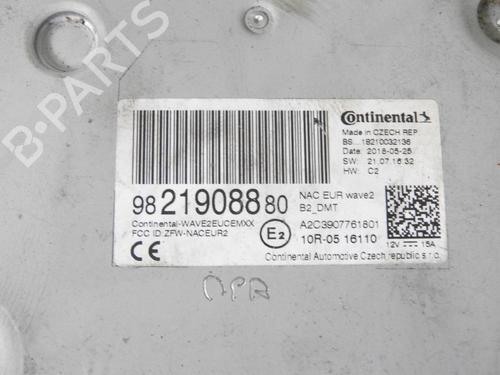 Continental
Made in CZECH REP
BS...18210032136
Date: 2018-05-25
SW: 21.07.16.32
HW: C2
98 219088 80
NAC EUR wave2
B2_DMT
Continental-WAVE2EUCEMXX
FCC ID:ZFW-NACEUR2
E2
A2C3907761801
10R-05 16110
12V 15A
CE
Continental Automotive Czech republic s.r.o.
B-PARTS